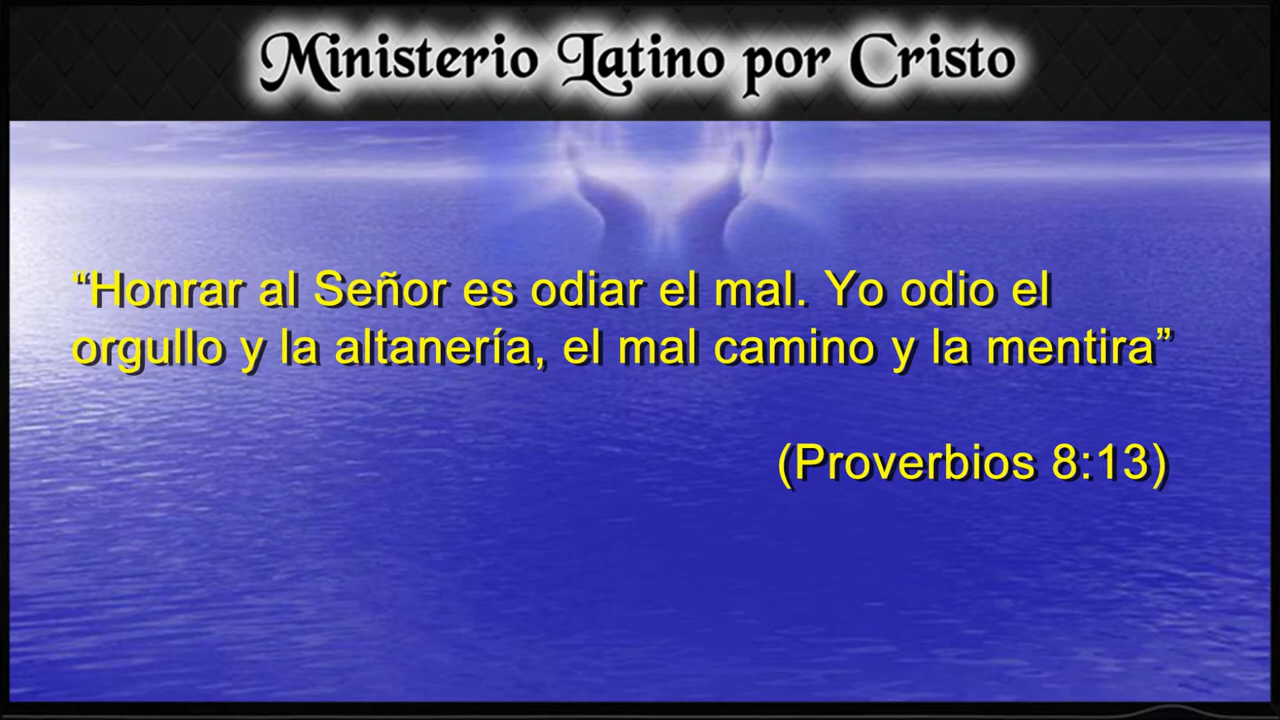 Ministerio Latino por Cristo
“Honrar al Señor es odiar el mal. Yo odio el
orgullo y la altanería, el mal camino y la mentira”
(Proverbios 8:13)